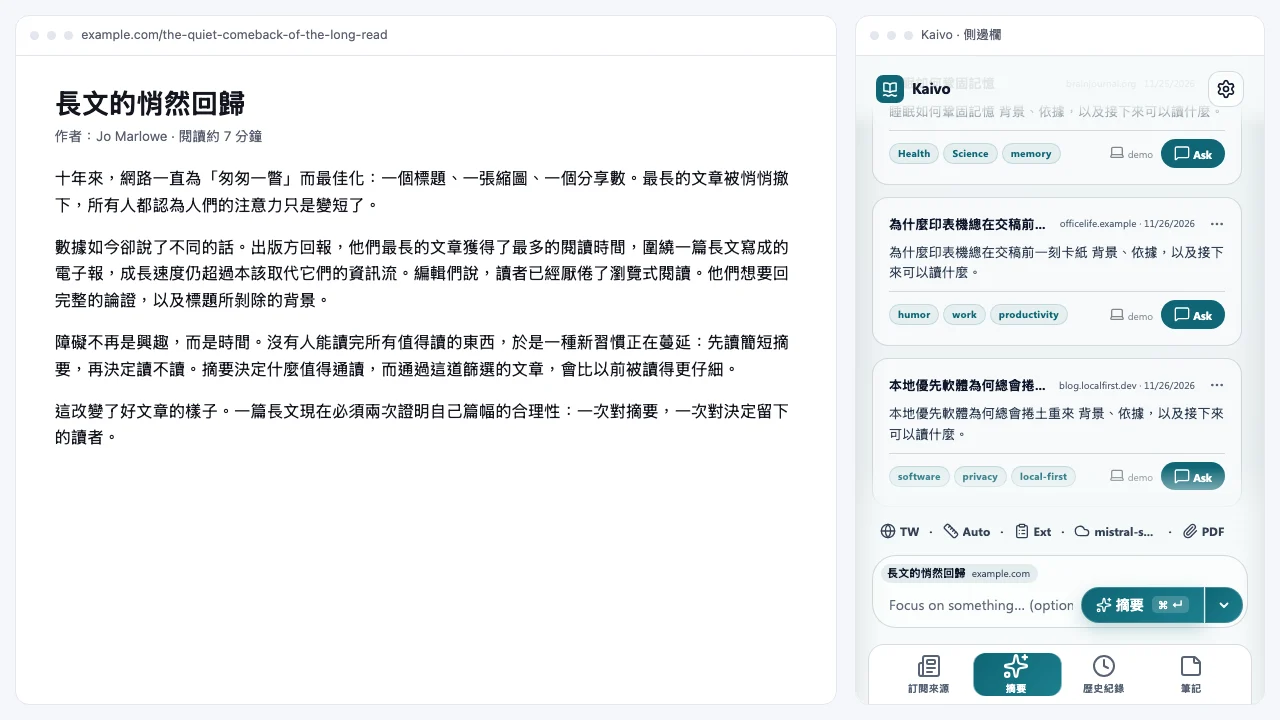 example.com/the-quiet-comeback-of-the-long-read
長文的悄然回歸
作者：Jo Marlowe · 閱讀約 7 分鐘
十年來，網路一直為「匆匆一瞥」而最佳化：一個標題、一張縮圖、一個分享數。最長的文章被悄悄撤
下，所有人都認為人們的注意力只是變短了。
數據如今卻說了不同的話。出版方回報，他們最長的文章獲得了最多的閱讀時間，圍繞一篇長文寫成的
電子報，成長速度仍超過本該取代它們的資訊流。編輯們說，讀者已經厭倦了瀏覽式閱讀。他們想要回
完整的論證，以及標題所剝除的背景。
障礙不再是興趣，而是時間。沒有人能讀完所有值得讀的東西，於是一種新習慣正在蔓延：先讀簡短摘
要，再決定讀不讀。摘要決定什麼值得通讀，而通過這道篩選的文章，會比以前被讀得更仔細。
這改變了好文章的樣子。一篇長文現在必須兩次證明自己篇幅的合理性：一次對摘要，一次對決定留下
的讀者。
Kaivo · 側邊欄
Kaivo
如何鞏固記憶 11/25/2026
睡眠如何鞏固記憶 背景、依據，以及接下來可以讀什麼。
Health Science memory demo Ask
為什麼印表機總在交稿前... officelife.example · 11/26/2026
為什麼印表機總在交稿前一刻卡紙 背景、依據，以及接下
來可以讀什麼。
humor work productivity demo Ask
本地優先軟體為何總會捲... blog.localfirst.dev · 11/26/2026
本地優先軟體為何總會捲土重來 背景、依據，以及接下來
可以讀什麼。
software privacy local-first demo Ask
TW · Auto · Ext · mistral-s... · PDF
長文的悄然回歸 example.com
Focus on something... (option 摘要 ⌘ ↵
訂閱來源 摘要 歷史紀錄 筆記